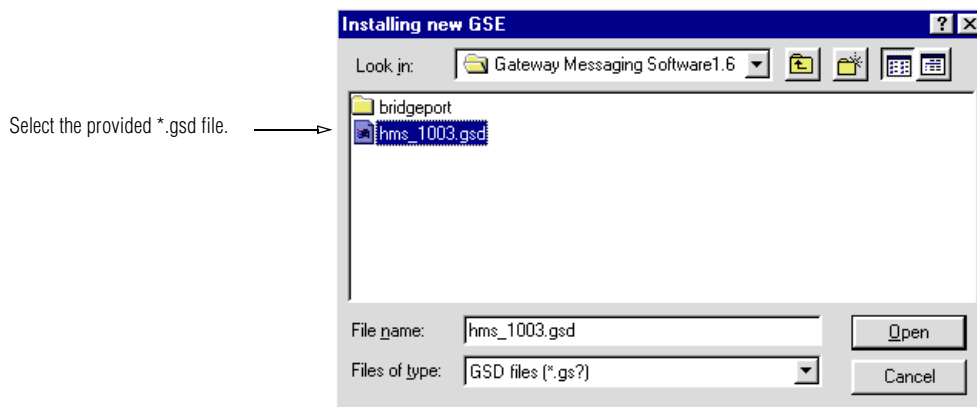 Installing new GSE
Look in: Gateway Messaging Software1.6
bridgeport
Select the provided *.gsd file.
hms_1003.gsd
File name: hms_1003.gsd
Open
Files of type: GSD files (*.gs?)
Cancel